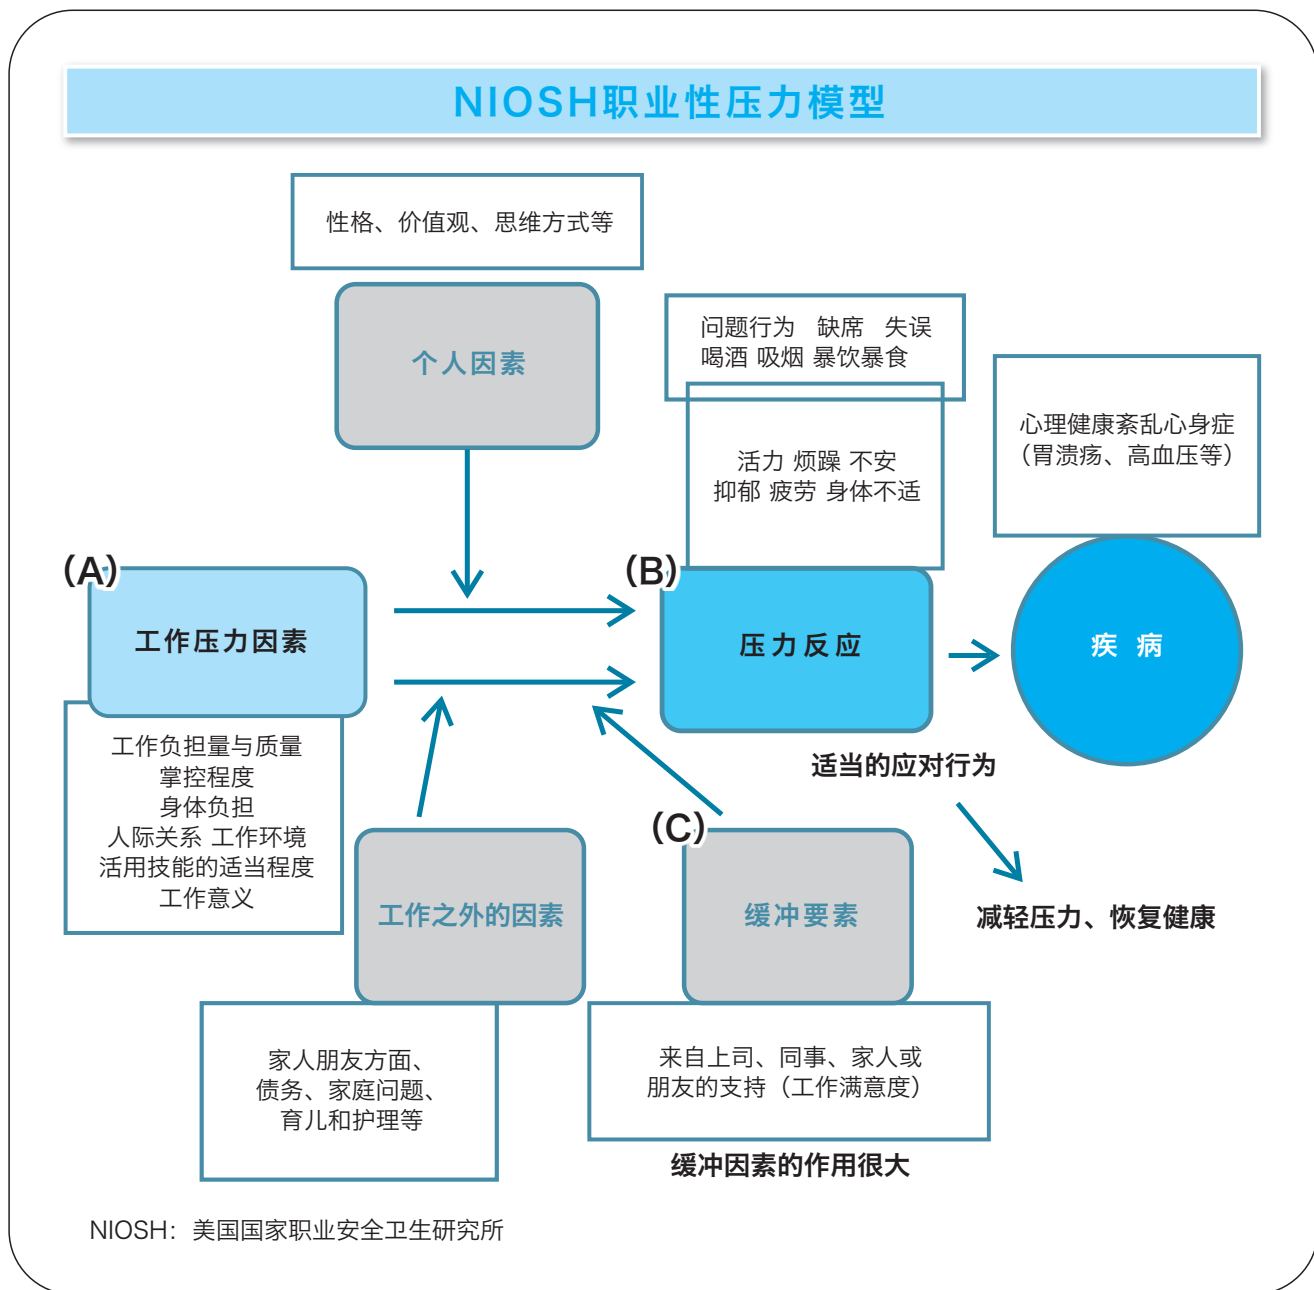 NIOSH职业性压力模型
性格、价值观、思维方式等
个人因素
问题行为 缺席 失误
喝酒 吸烟 暴饮暴食
活力 烦躁 不安
抑郁 疲劳 身体不适
心理健康紊乱心身症
（胃溃疡、高血压等）
(A)
工作压力因素
(B)
压力反应
疾 病
工作负担量与质量
掌控程度
身体负担
人际关系 工作环境
活用技能的适当程度
工作意义
适当的应对行为
减轻压力、恢复健康
工作之外的因素
(C)
缓冲要素
家人朋友方面、
债务、家庭问题、
育儿和护理等
来自上司、同事、家人或
朋友的支持（工作满意度）
缓冲因素的作用很大
NIOSH：美国国家职业安全卫生研究所